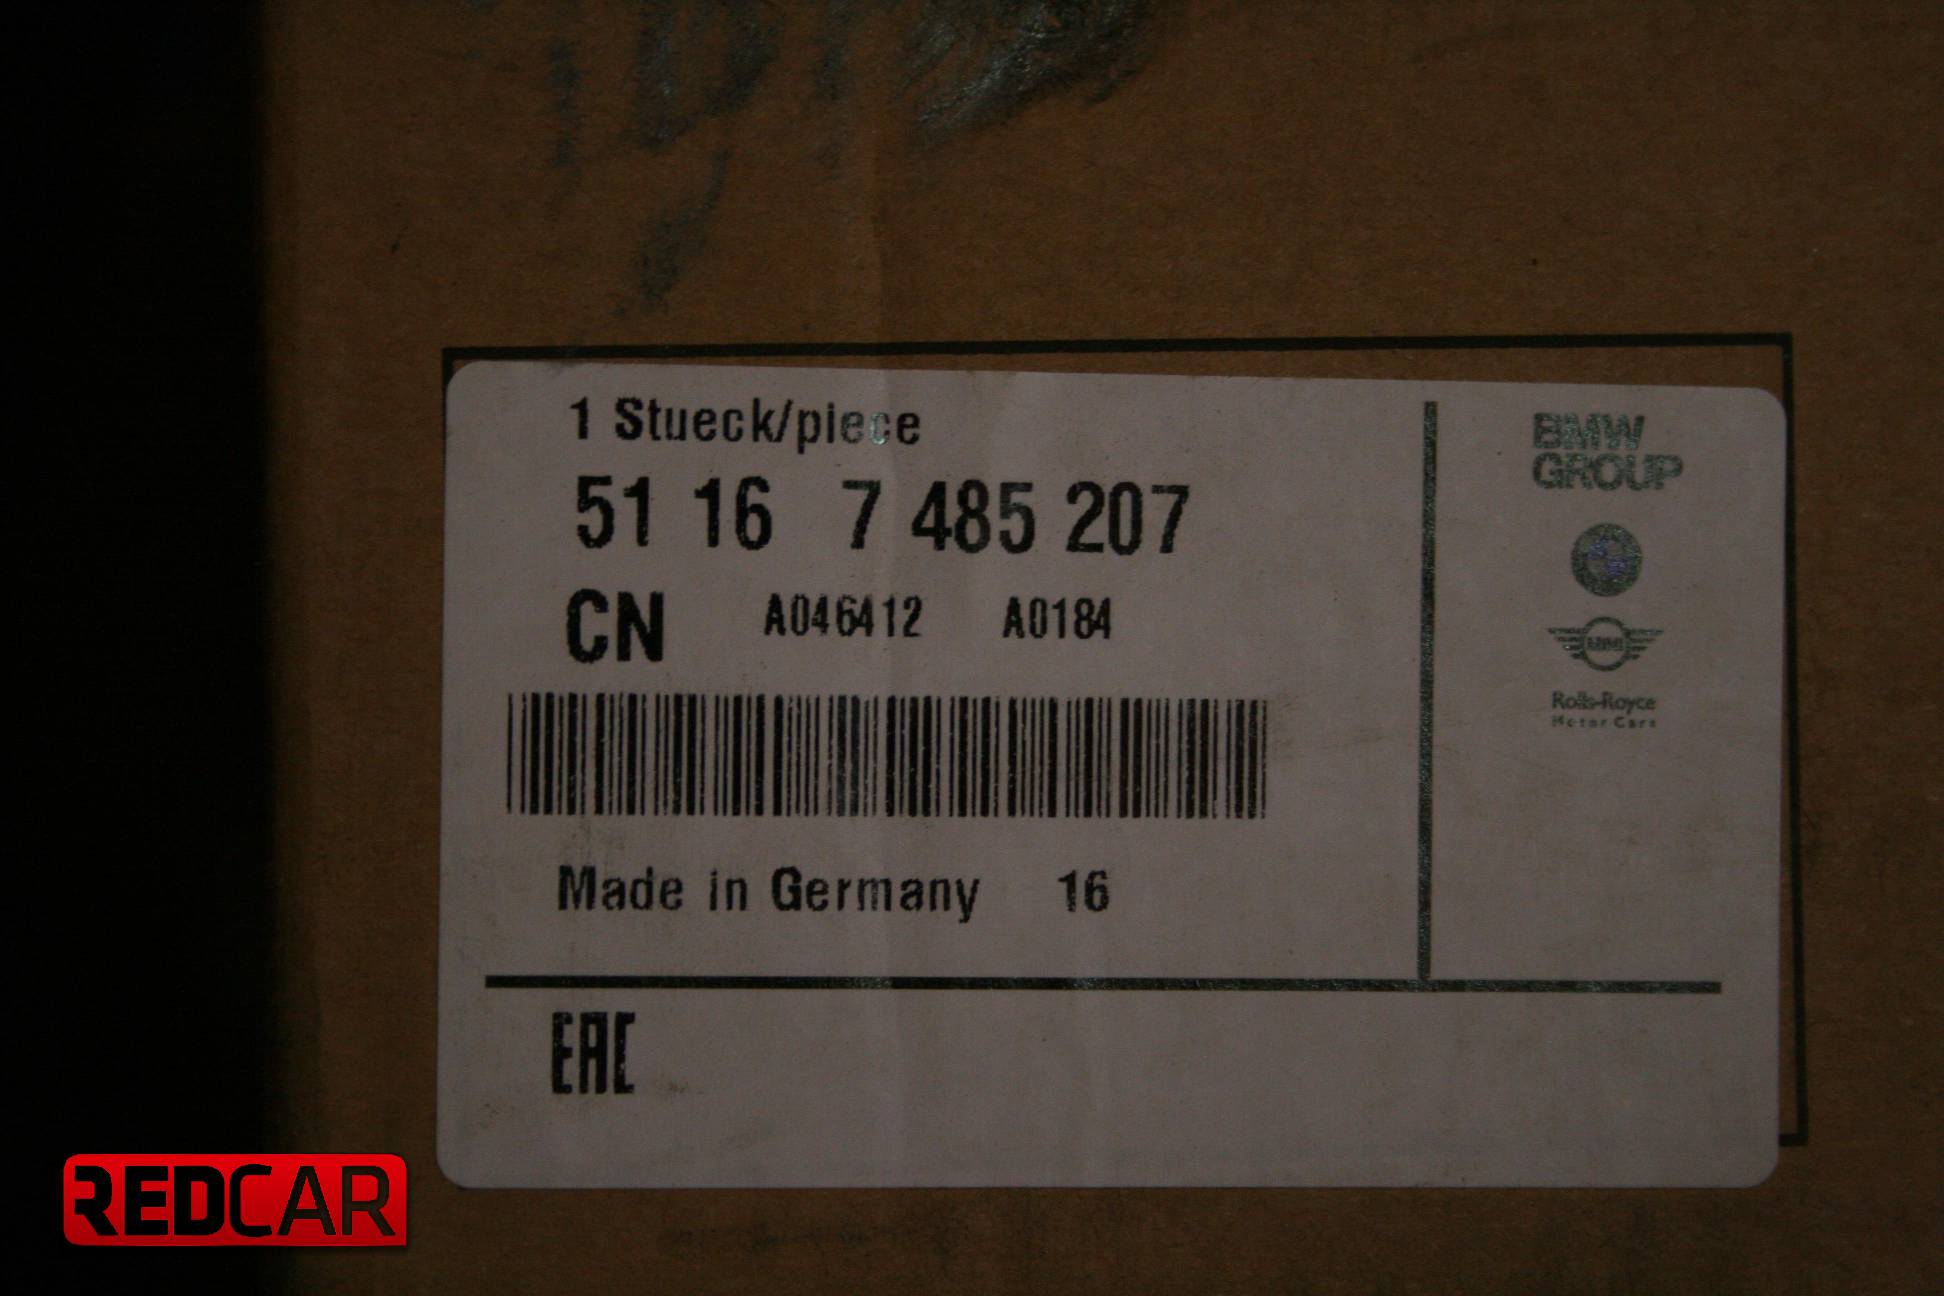 1 Stueck/piece
51 16 7 485 207
CN A046412 A0184
Made in Germany 16
EAC
BMW
GROUP
MINI
Rolls-Royce
Motor Cars
REDCAR